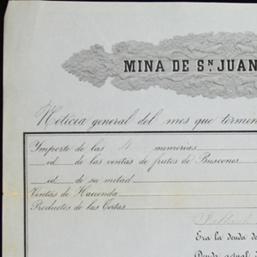 MINA DE Sⁿ. JUAN
Noticia general del mes que termena
Importe de las 4 memorias
id. de las ventas de frutos de Buscones
id. de su mitad
Ventas de Hacienda
Productos de las Cortas
Era la deuda de
Deuda actual d